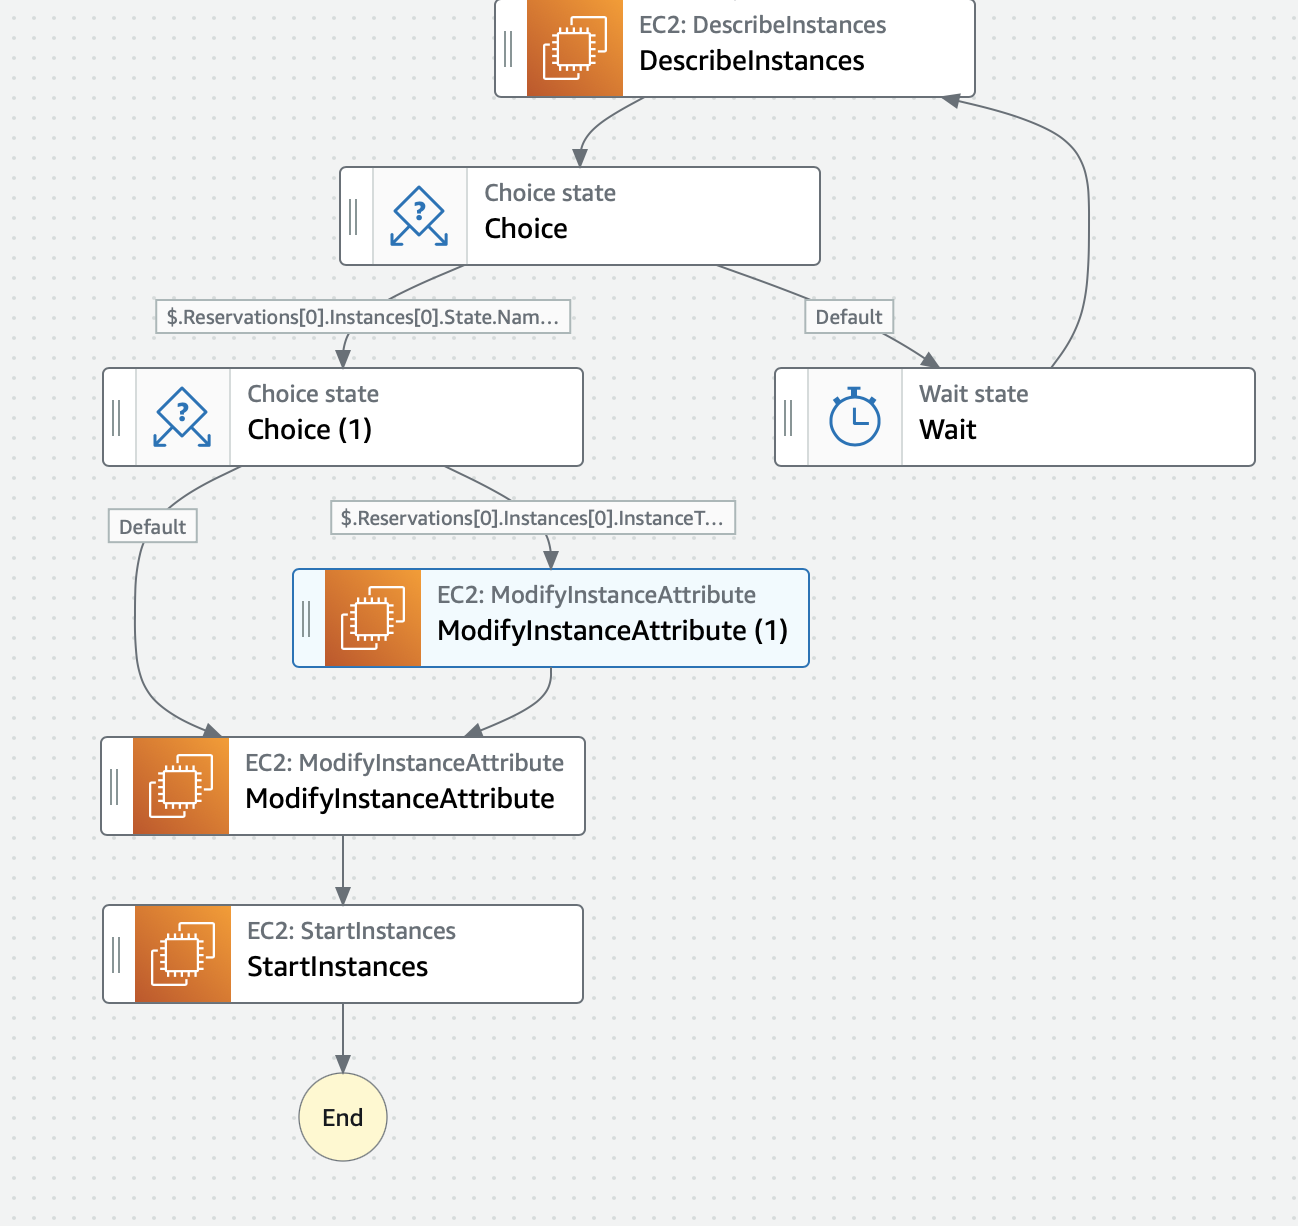 EC2: DescribeInstances
DescribeInstances
Choice state
Choice
$.Reservations[0].Instances[0].State.Nam...
Default
Choice state
Choice (1)
Wait state
Wait
Default
$.Reservations[0].Instances[0].InstanceT...
EC2: ModifyInstanceAttribute
ModifyInstanceAttribute (1)
EC2: ModifyInstanceAttribute
ModifyInstanceAttribute
EC2: StartInstances
StartInstances
End